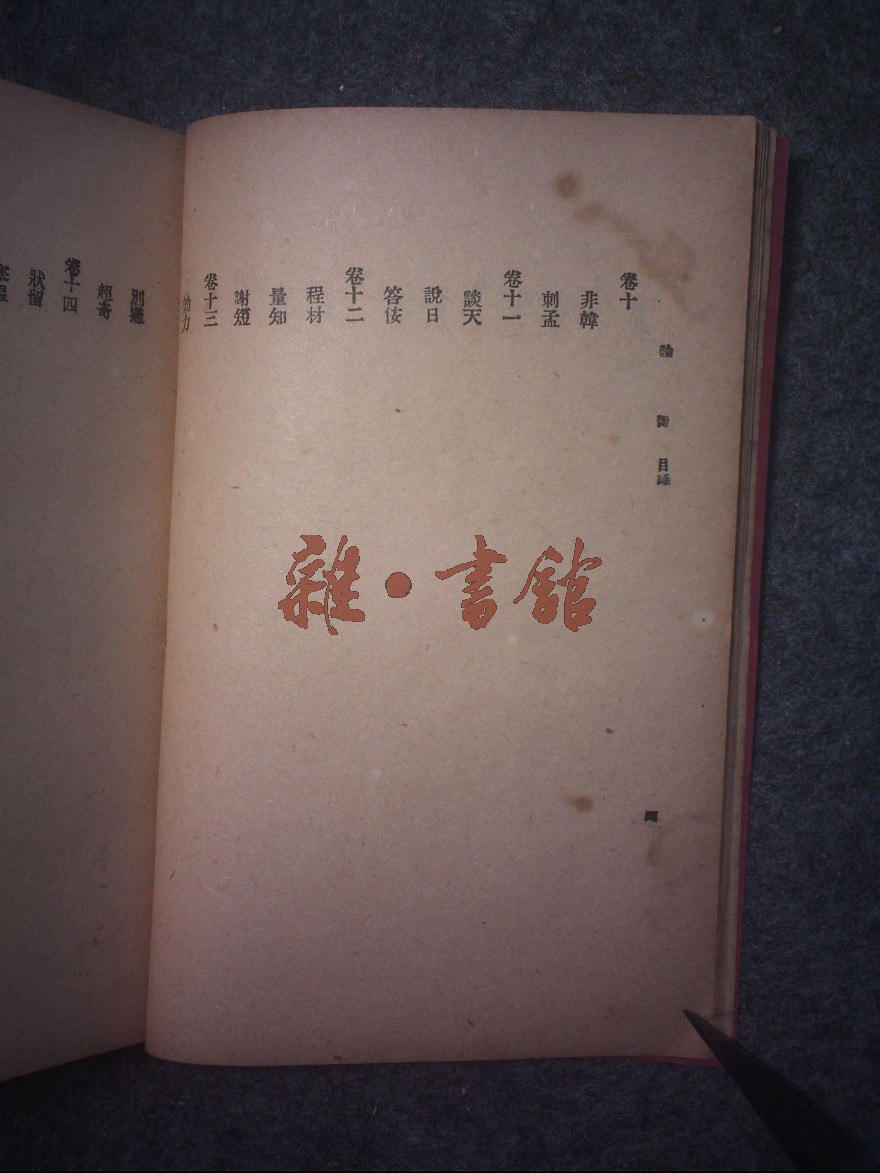 論衡 目錄
四
卷十
非韓
刺孟
卷十一
談天
說日
答佞
卷十二
程材
量知
謝短
卷十三
効力
別通
超奇
卷十四
狀留
寒溫
雜·書館